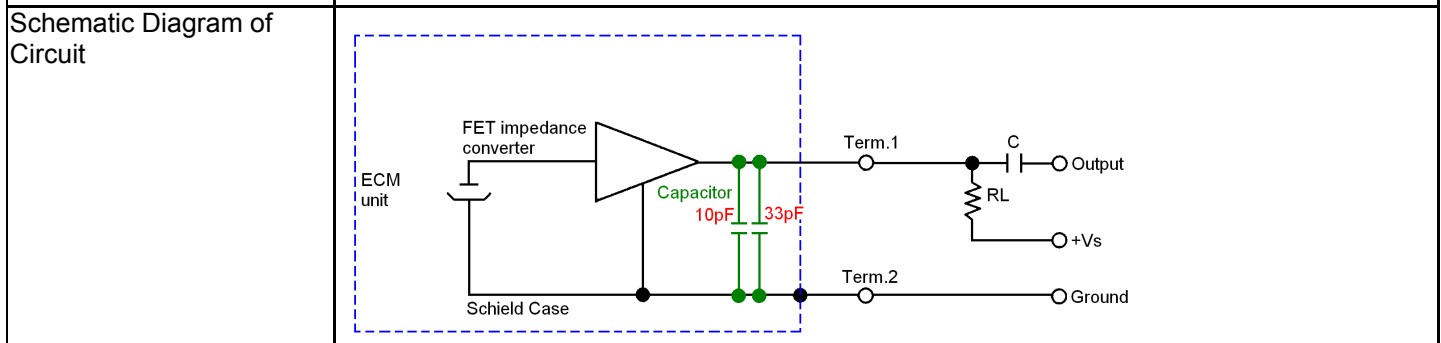 Schematic Diagram of
Circuit
FET impedance
converter
ECM
unit
Capacitor
10pF
33pF
Schield Case
Term.1
C
Output
RL
+Vs
Term.2
Ground